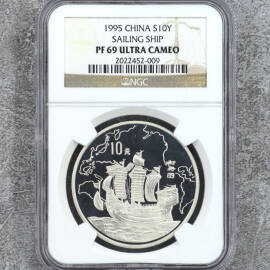 1995 CHINA S10Y
SAILING SHIP
PF 69 ULTRA CAMEO
2022452-009
NGC
10元